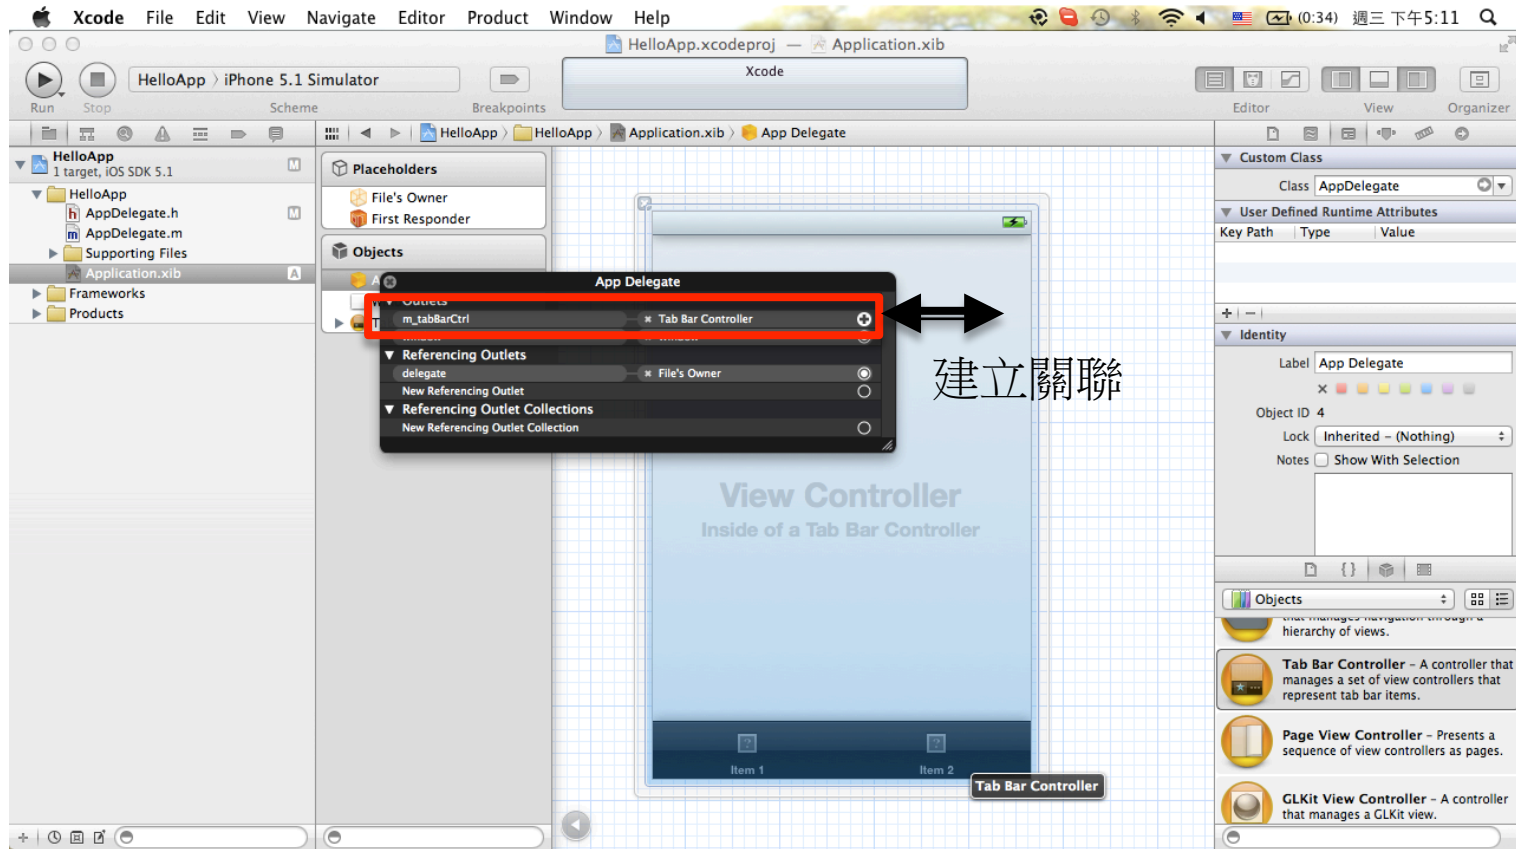 Xcode File Edit View Navigate Editor Product Window Help (0:34) 週三 下午5:11
HelloApp.xcodeproj — Application.xib
HelloApp › iPhone 5.1 Simulator
Xcode
Run Stop Scheme Breakpoints Editor View Organizer
HelloApp › HelloApp › Application.xib › App Delegate
HelloApp M
1 target, iOS SDK 5.1
HelloApp
AppDelegate.h M
AppDelegate.m
Supporting Files
Application.xib A
Frameworks
Products
Placeholders
File's Owner
First Responder
Objects
App Delegate
Outlets
m_tabBarCtrl Tab Bar Controller
window window
Referencing Outlets
delegate File's Owner
New Referencing Outlet
Referencing Outlet Collections
New Referencing Outlet Collection
建立關聯
View Controller
Inside of a Tab Bar Controller
Item 1 Item 2
Tab Bar Controller
Custom Class
Class AppDelegate
User Defined Runtime Attributes
Key Path Type Value
Identity
Label App Delegate
Object ID 4
Lock Inherited - (Nothing)
Notes Show With Selection
Objects
that manages navigation through a
hierarchy of views.
Tab Bar Controller - A controller that
manages a set of view controllers that
represent tab bar items.
Page View Controller - Presents a
sequence of view controllers as pages.
GLKit View Controller - A controller
that manages a GLKit view.